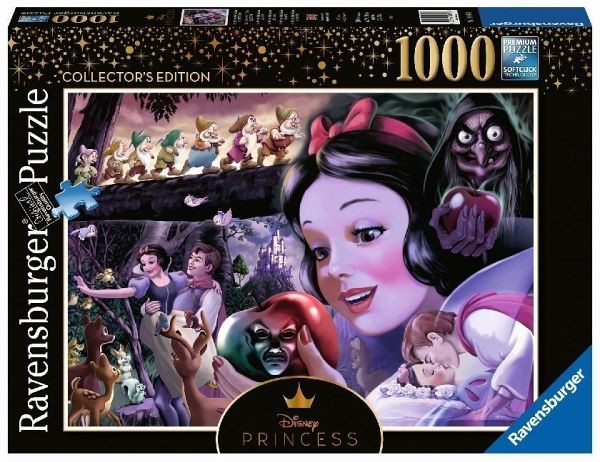 1000
Ravensburger
COLLECTOR'S EDITION
1000
PREMIUM
PUZZLE
SOFTCLICK
TECHNOLOGY
Ravensburger Puzzle
Disney
PRINCESS
Ravensburger